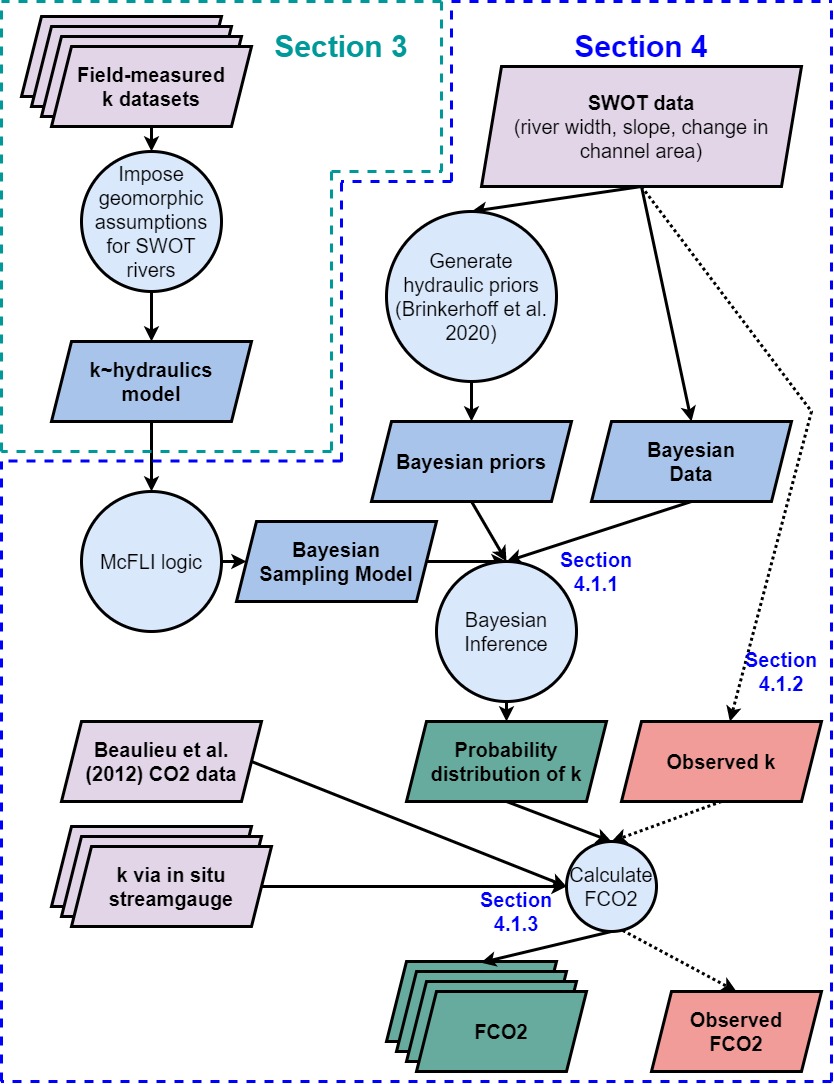 Section 3
Section 4
Field-measured
k datasets
SWOT data
(river width, slope, change in
channel area)
Impose
geomorphic
assumptions
for SWOT
rivers
Generate
hydraulic priors
(Brinkerhoff et al.
2020)
k~hydraulics
model
Bayesian priors
Bayesian
Data
McFLI logic
Bayesian
Sampling Model
Section
4.1.1
Bayesian
Inference
Section
4.1.2
Beaulieu et al.
(2012) CO2 data
Probability
distribution of k
Observed k
k via in situ
streamgauge
Calculate
FCO2
Section
4.1.3
FCO2
Observed
FCO2